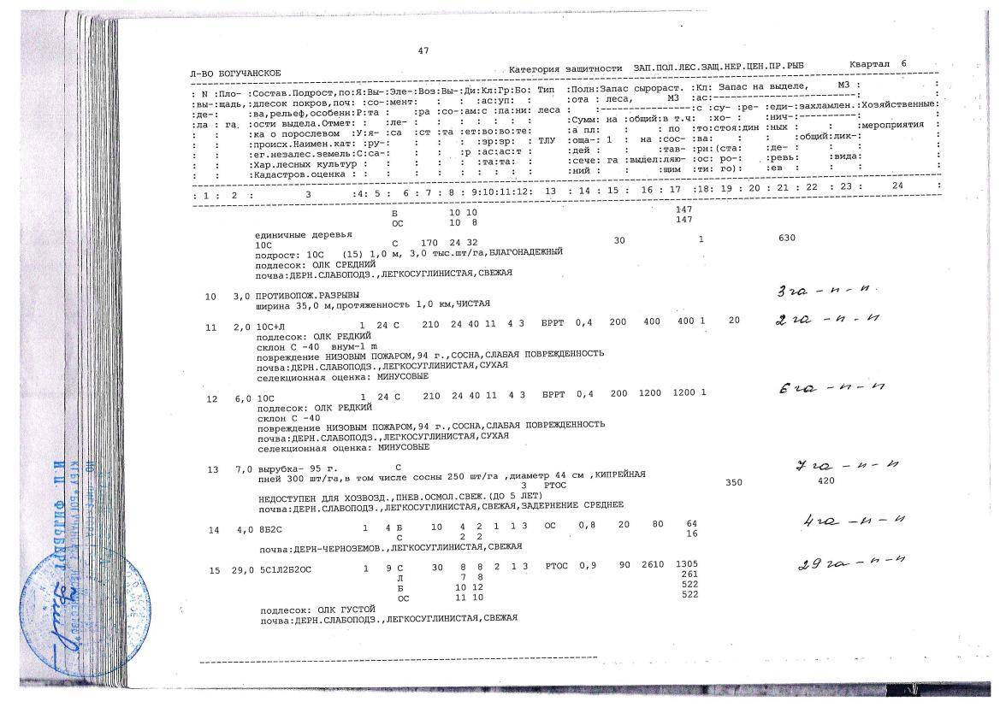 47
Л-ВО БОГУЧАНСКОЕ Категория защитности ЗАП.ПОЛ.ЛЕС.ЗАЩ.НЕР.ЦЕН.ПР.РЫБ Квартал 6
: N :Пло- :Состав.Подрост,по:Я:Вы-:Эле-:Воз:Вы-:Ди:Кл:Гр:Бо: Тип :Полн:Запас сырораст. :Кл: Запас на выделе, М3 : :
:вы-:щадь,:длесок покров,поч: :со-:мент: : : :ас:уп: : :ота : леса, М3 :ас:-------------------------: :
:де-: :ва,рельеф,особенн:Р:та : :ра :со-:ам:с :па:ни: леса :---------------:с :су- :ре- :еди-:захламлен.:Хозяйственные:
:ла : га :ости выдела.Отмет: : :ле- : : : : : : : :Сумм: на :общий:в т.ч: :хо- : :нич-:----------: :
: : :ка о порослевом :У:я- :са :ст :та :ет:во:во:те: :а пл: : : по :то:стоя:дин :ных : : :мероприятия :
: : :происх.Наимен.кат: :ру-: : : : :зр:зр: : ТЛУ :оща-: 1 : на :сос- :ва: : : :общий:лик-: :
: : :ег.незалес.земель:С:са-: : : :р :ас:ас:т : :дей : : :тав- :рн:(ста: :де- : : : :
: : :Хар.лесных культур : : : : : : :та:та: : :сече: га :выдел:ляю- :ос: ро-: :ревь: :вида: :
: : :Кадастров.оценка : : : : : : : : : : :ний : : :щим :ти: го): :ев : : : :
: 1 : 2 : 3 :4: 5 : 6 : 7 : 8 : 9:10:11:12: 13 : 14 : 15 : 16 : 17 :18: 19 : 20 : 21 : 22 : 23 : 24 :
Б 10 10 147
ОС 10 8 147
единичные деревья
10С С 170 24 32 30 1 630
подрост: 10С (15) 1,0 м, 3,0 тыс.шт/га,БЛАГОНАДЕЖНЫЙ
подлесок: ОЛК СРЕДНИЙ
почва:ДЕРН.СЛАБОПОДЗ.,ЛЕГКОСУГЛИНИСТАЯ,СВЕЖАЯ
10 3,0 ПРОТИВОПОЖ.РАЗРЫВЫ 3 га - п - п.
ширина 35,0 м,протяженность 1,0 км,ЧИСТАЯ
11 2,0 10С+Л 1 24 С 210 24 40 11 4 3 БРРТ 0,4 200 400 400 1 20 2 га - п - п
подлесок: ОЛК РЕДКИЙ
склон С -40 внум-1 m
повреждение НИЗОВЫМ ПОЖАРОМ,94 г.,СОСНА,СЛАБАЯ ПОВРЕЖДЕННОСТЬ
почва:ДЕРН.СЛАБОПОДЗ.,ЛЕГКОСУГЛИНИСТАЯ,СУХАЯ
селекционная оценка: МИНУСОВЫЕ
12 6,0 10С 1 24 С 210 24 40 11 4 3 БРРТ 0,4 200 1200 1200 1 6 га - п - п
подлесок: ОЛК РЕДКИЙ
склон С -40
повреждение НИЗОВЫМ ПОЖАРОМ,94 г.,СОСНА,СЛАБАЯ ПОВРЕЖДЕННОСТЬ
почва:ДЕРН.СЛАБОПОДЗ.,ЛЕГКОСУГЛИНИСТАЯ,СУХАЯ
селекционная оценка: МИНУСОВЫЕ
13 7,0 вырубка- 95 г. С 7 га - п - п
пней 300 шт/га,в том числе сосны 250 шт/га ,диаметр 44 см ,КИПРЕЙНАЯ
3 РТОС 350 420
НЕДОСТУПЕН ДЛЯ ХОЗВОЗД.,ПНЕВ.ОСМОЛ.СВЕЖ.(ДО 5 ЛЕТ)
почва:ДЕРН.СЛАБОПОДЗ.,ЛЕГКОСУГЛИНИСТАЯ,СВЕЖАЯ,ЗАДЕРНЕНИЕ СРЕДНЕЕ
14 4,0 8Б2С 1 4 Б 10 4 2 1 1 3 ОС 0,8 20 80 64 4 га - п - п
С 2 2 16
почва:ДЕРН-ЧЕРНОЗЕМОВ.,ЛЕГКОСУГЛИНИСТАЯ,СВЕЖАЯ
15 29,0 5С1Л2Б2ОС 1 9 С 30 8 8 2 1 3 РТОС 0,9 90 2610 1305 29 га - п - п
Л 7 8 261
Б 10 12 522
ОС 11 10 522
подлесок: ОЛК ГУСТОЙ
почва:ДЕРН.СЛАБОПОДЗ.,ЛЕГКОСУГЛИНИСТАЯ,СВЕЖАЯ
И.П. ФИЛЬБЕРТ